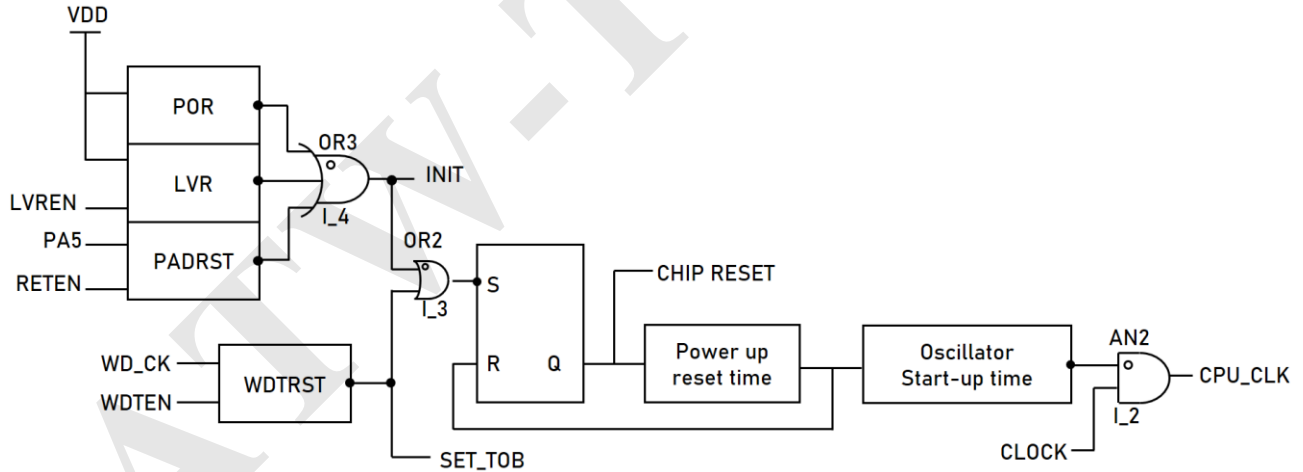 VDD
POR
OR3
LVR
INIT
LVREN
I_4
PA5
PADRST
OR2
RETEN
S
CHIP RESET
I_3
WD_CK
WDTRST
WDTEN
R
Q
Power up
reset time
Oscillator
Start-up time
AN2
CPU_CLK
I_2
CLOCK
SET_TOB
ATW-T